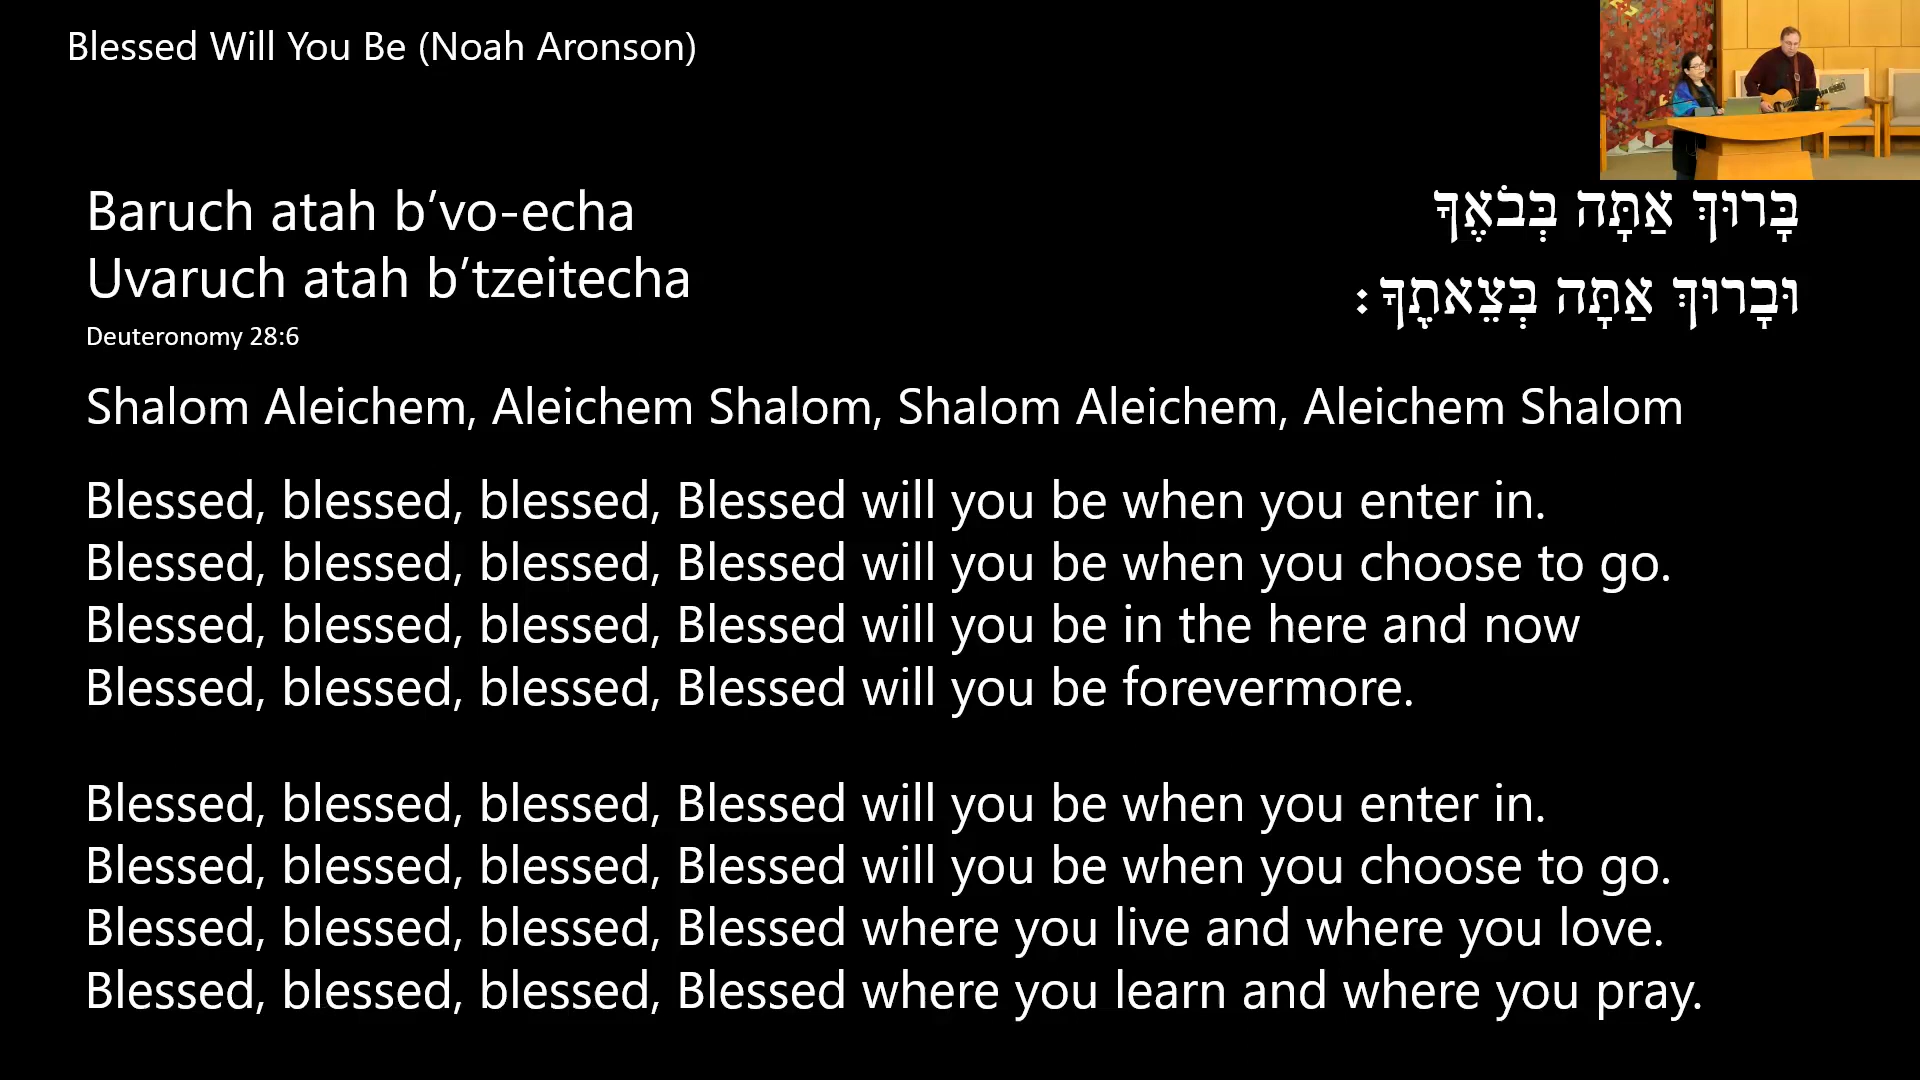 Blessed Will You Be (Noah Aronson)
Baruch atah b’vo-echa
Uvaruch atah b’tzeitecha
Deuteronomy 28:6
בָּרוּךְ אַתָּה בְּבֹאֶךָ
וּבָרוּךְ אַתָּה בְּצֵאתֶךָ׃
Shalom Aleichem, Aleichem Shalom, Shalom Aleichem, Aleichem Shalom
Blessed, blessed, blessed, Blessed will you be when you enter in.
Blessed, blessed, blessed, Blessed will you be when you choose to go.
Blessed, blessed, blessed, Blessed will you be in the here and now
Blessed, blessed, blessed, Blessed will you be forevermore.
Blessed, blessed, blessed, Blessed will you be when you enter in.
Blessed, blessed, blessed, Blessed will you be when you choose to go.
Blessed, blessed, blessed, Blessed where you live and where you love.
Blessed, blessed, blessed, Blessed where you learn and where you pray.